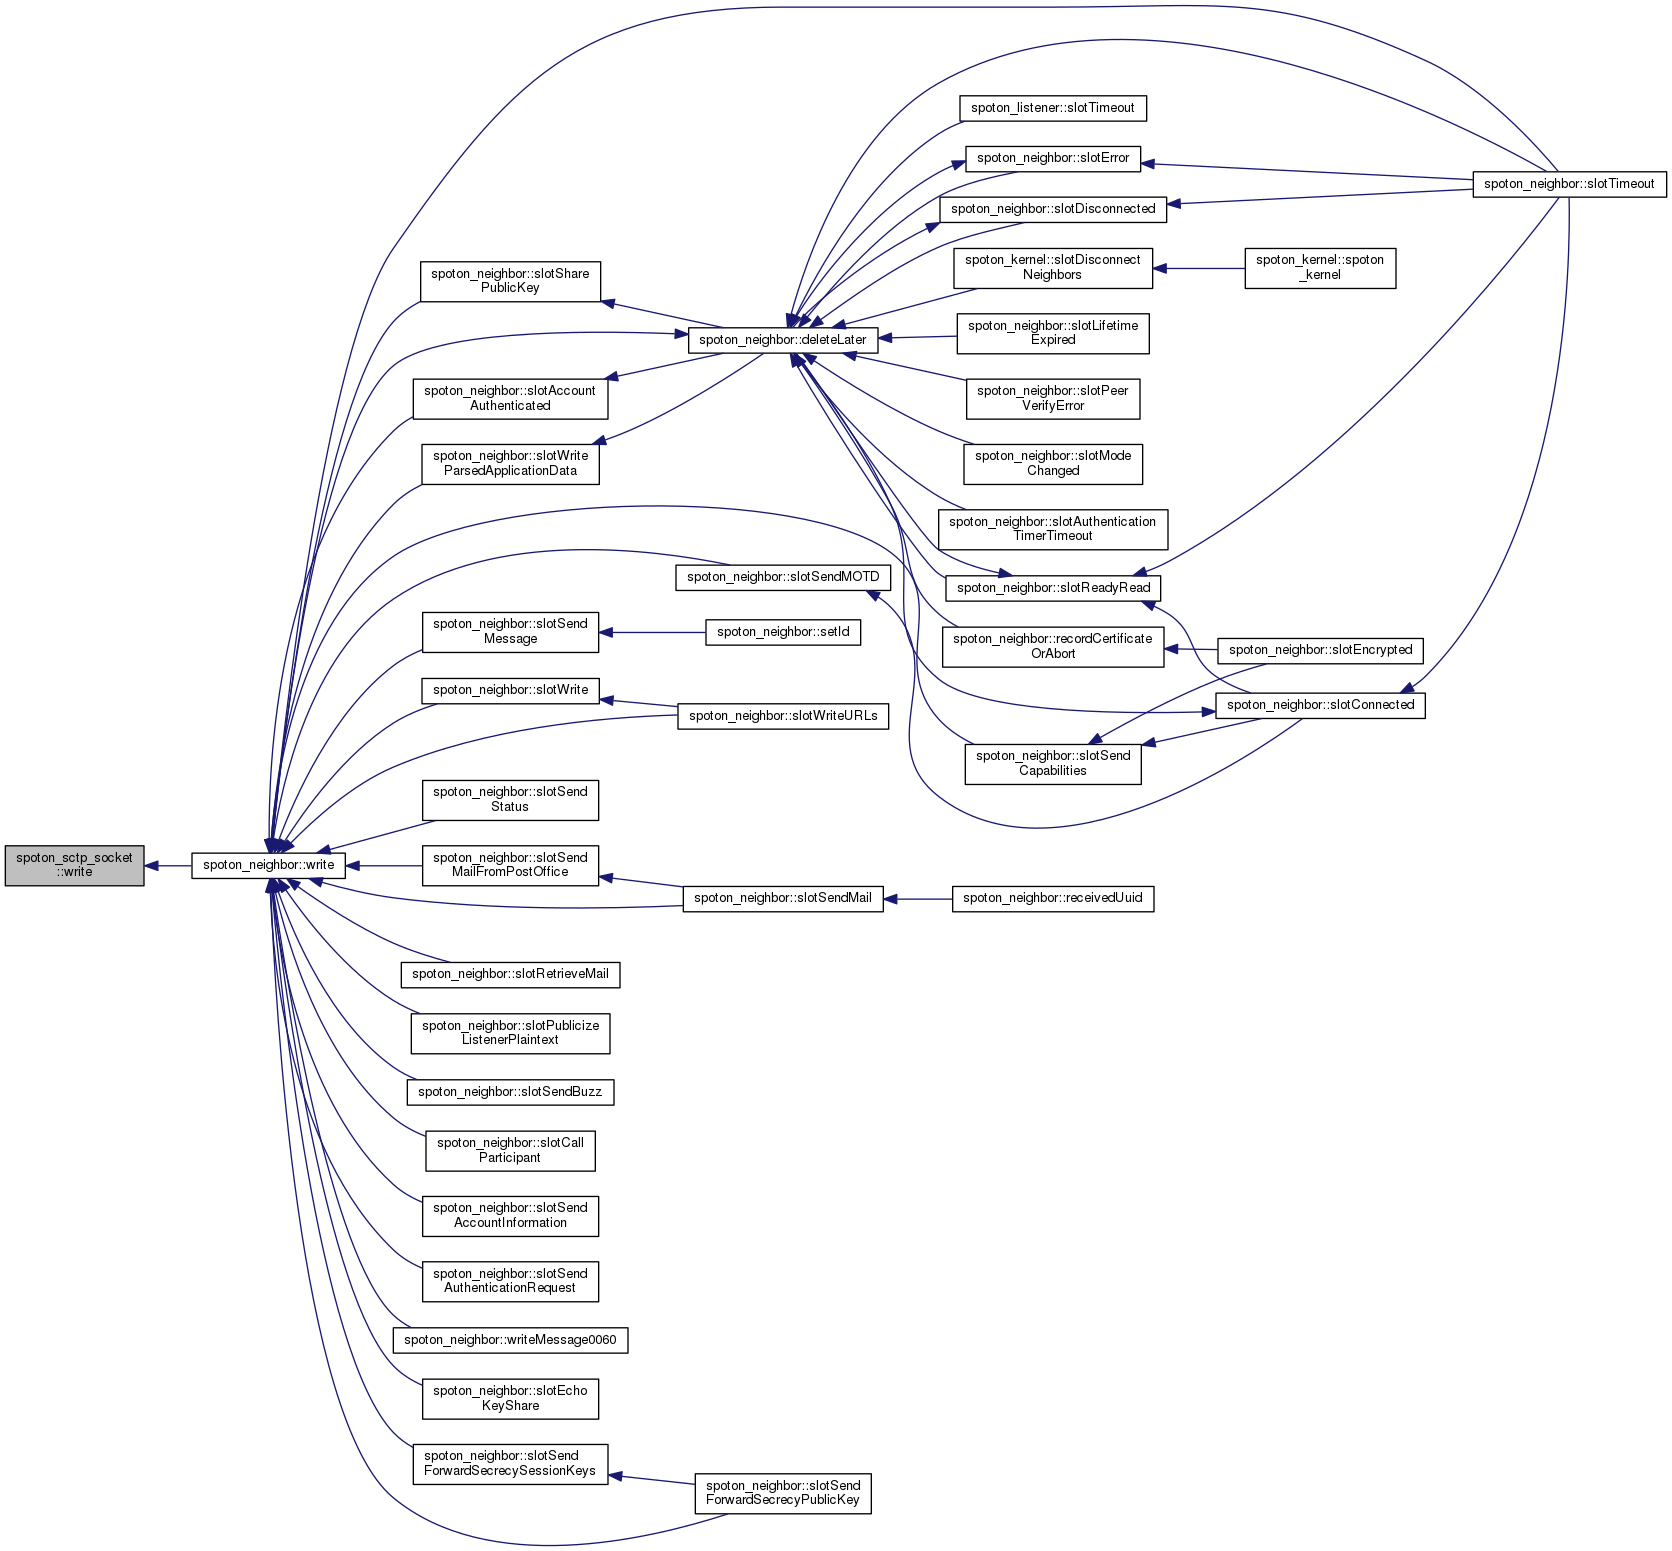 spoton_sctp_socket
::write
spoton_neighbor::write
spoton_neighbor::slotShare
PublicKey
spoton_neighbor::deleteLater
spoton_neighbor::slotAccount
Authenticated
spoton_neighbor::slotWrite
ParsedApplicationData
spoton_neighbor::slotSendMOTD
spoton_neighbor::slotSend
Message
spoton_neighbor::setId
spoton_neighbor::slotWrite
spoton_neighbor::slotWriteURLs
spoton_neighbor::slotSend
Status
spoton_neighbor::slotSend
MailFromPostOffice
spoton_neighbor::slotSendMail
spoton_neighbor::receivedUuid
spoton_neighbor::slotRetrieveMail
spoton_neighbor::slotPublicize
ListenerPlaintext
spoton_neighbor::slotSendBuzz
spoton_neighbor::slotCall
Participant
spoton_neighbor::slotSend
AccountInformation
spoton_neighbor::slotSend
AuthenticationRequest
spoton_neighbor::writeMessage0060
spoton_neighbor::slotEcho
KeyShare
spoton_neighbor::slotSend
ForwardSecrecySessionKeys
spoton_neighbor::slotSend
ForwardSecrecyPublicKey
spoton_listener::slotTimeout
spoton_neighbor::slotError
spoton_neighbor::slotDisconnected
spoton_kernel::slotDisconnect
Neighbors
spoton_kernel::spoton
_kernel
spoton_neighbor::slotLifetime
Expired
spoton_neighbor::slotPeer
VerifyError
spoton_neighbor::slotMode
Changed
spoton_neighbor::slotAuthentication
TimerTimeout
spoton_neighbor::slotReadyRead
spoton_neighbor::recordCertificate
OrAbort
spoton_neighbor::slotEncrypted
spoton_neighbor::slotConnected
spoton_neighbor::slotSend
Capabilities
spoton_neighbor::slotTimeout